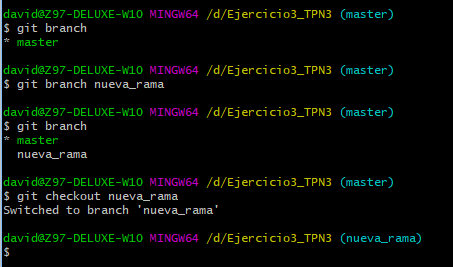 david@Z97-DELUXE-W10 MINGW64 /d/Ejercicio3_TPN3 (master)
$ git branch
* master
david@Z97-DELUXE-W10 MINGW64 /d/Ejercicio3_TPN3 (master)
$ git branch nueva_rama
david@Z97-DELUXE-W10 MINGW64 /d/Ejercicio3_TPN3 (master)
$ git branch
* master
  nueva_rama
david@Z97-DELUXE-W10 MINGW64 /d/Ejercicio3_TPN3 (master)
$ git checkout nueva_rama
Switched to branch 'nueva_rama'
david@Z97-DELUXE-W10 MINGW64 /d/Ejercicio3_TPN3 (nueva_rama)
$